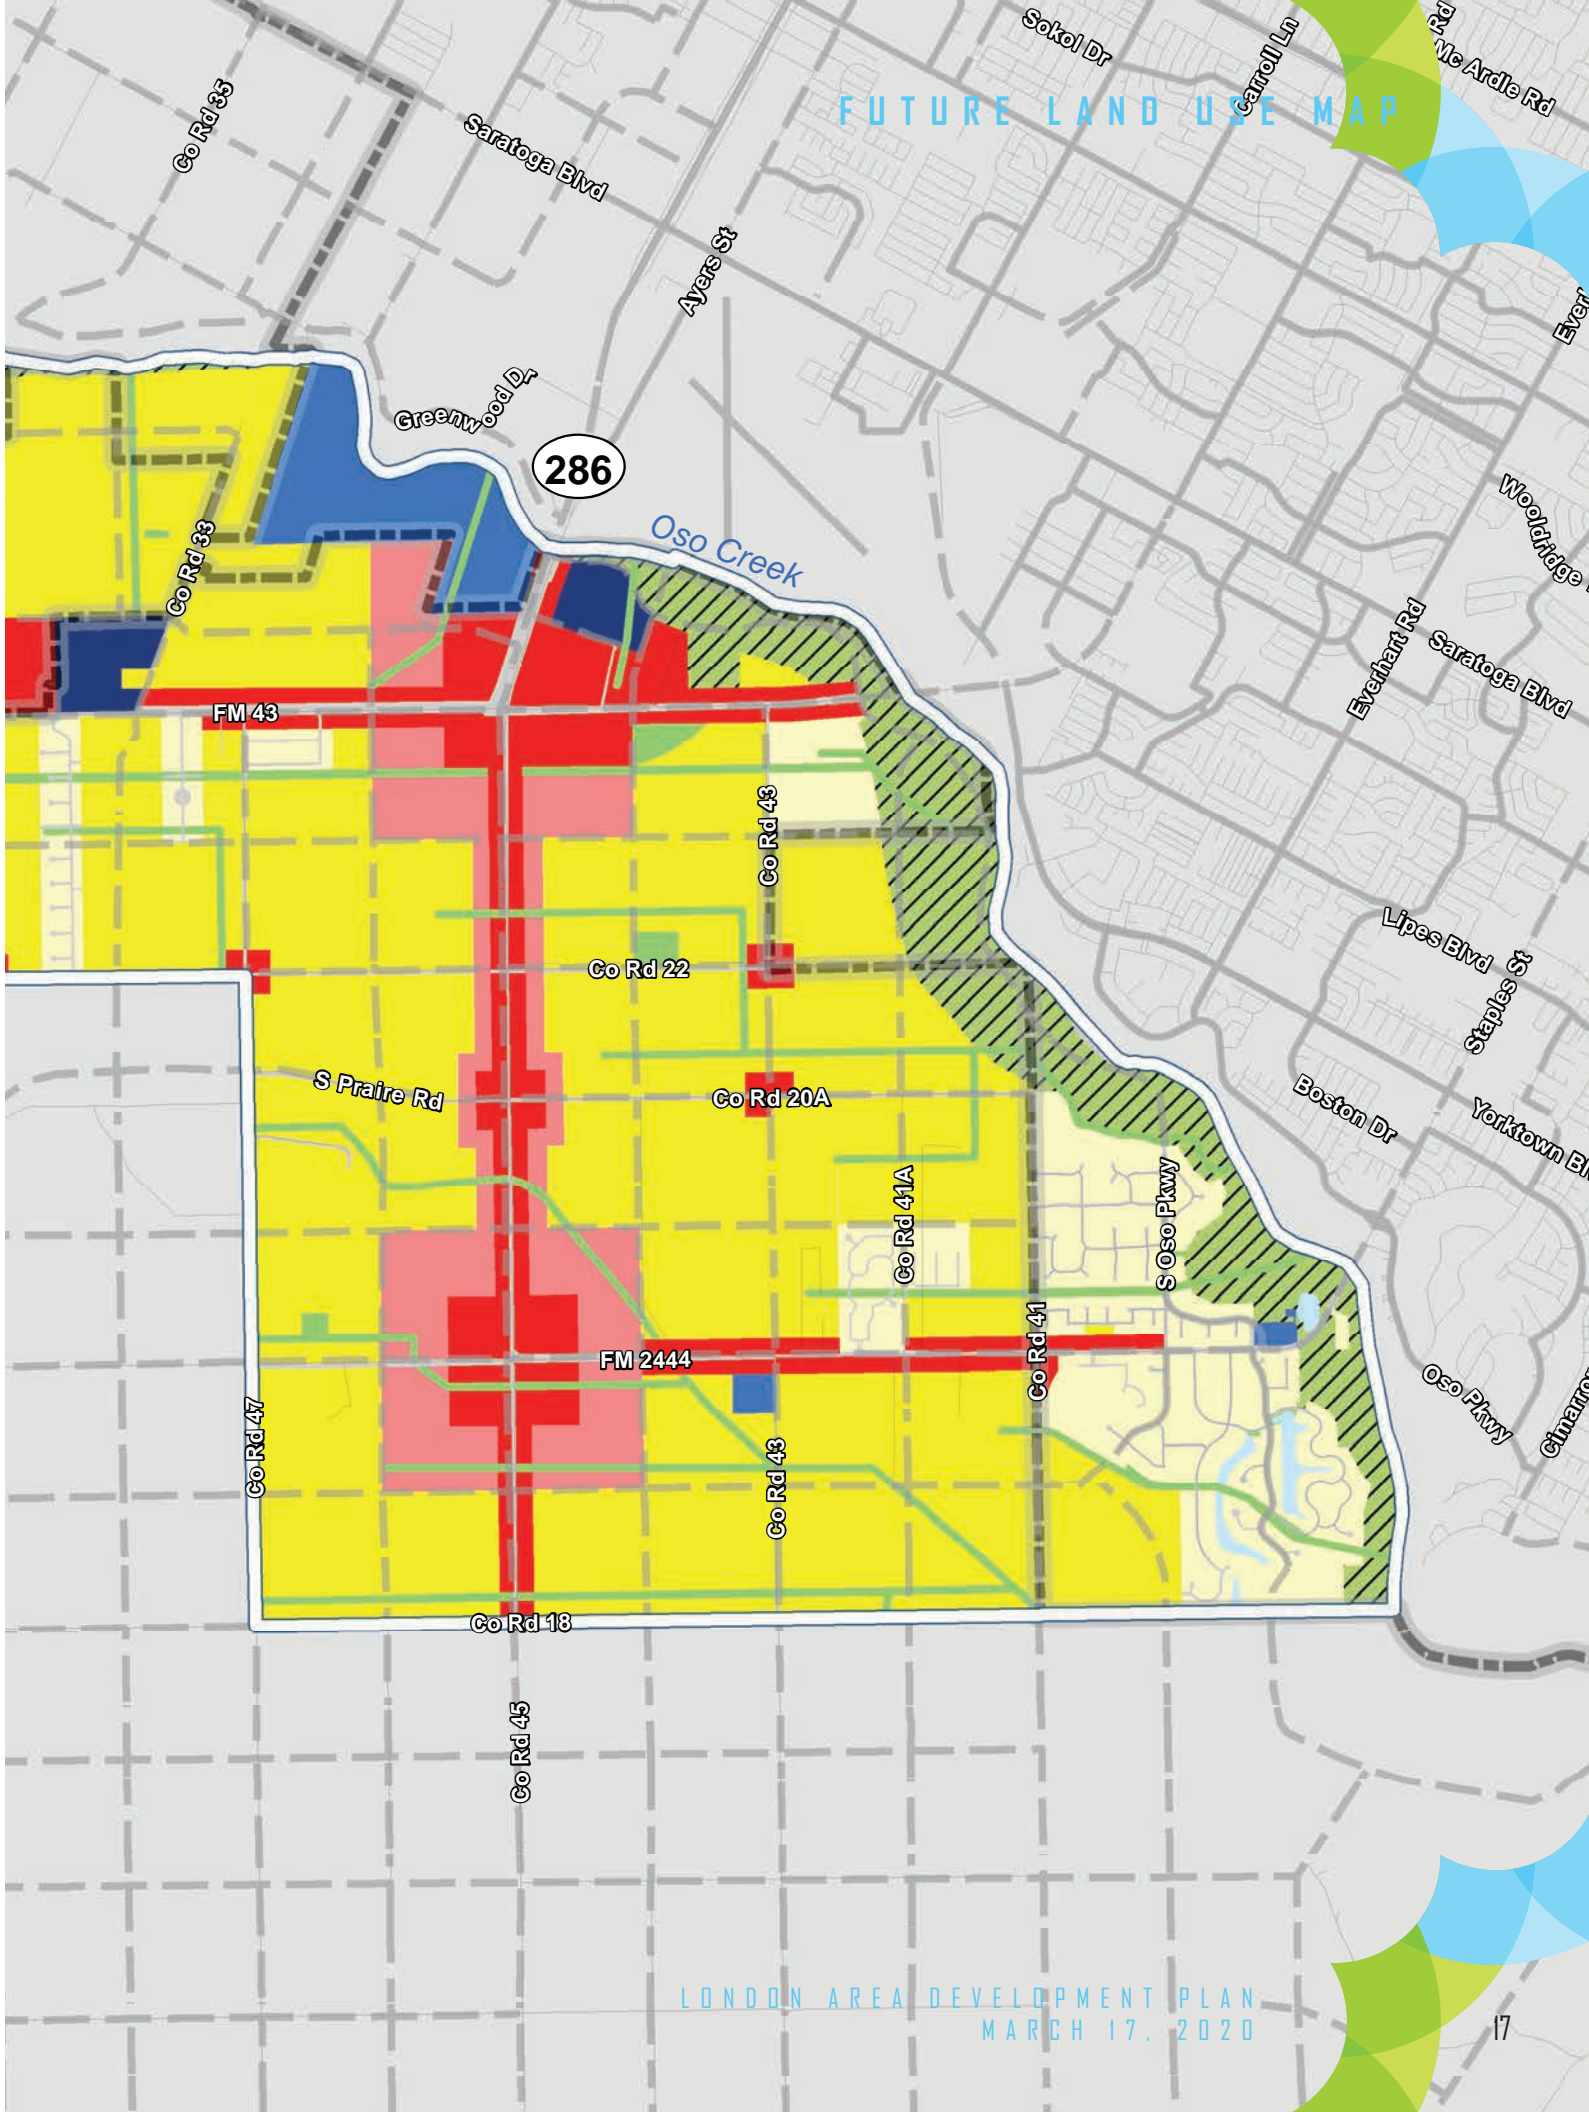 Sokol Dr
Carroll Ln
Rd
Mc Ardle Rd
FUTURE LAND USE MAP
Co Rd 35
Saratoga Blvd
Ayers St
Greenwood Dr
286
Oso Creek
Wooldridge
Everhart Rd
Saratoga Blvd
Co Rd 33
FM 43
Co Rd 43
Lipes Blvd
Staples St
Co Rd 22
S Praire Rd
Co Rd 20A
Boston Dr
Yorktown
Co Rd 41A
S Oso Pkwy
FM 2444
Co Rd 41
Oso Pkwy
Co Rd 47
Co Rd 43
Co Rd 18
Co Rd 45
LONDON AREA DEVELOPMENT PLAN
MARCH 17, 2020
17